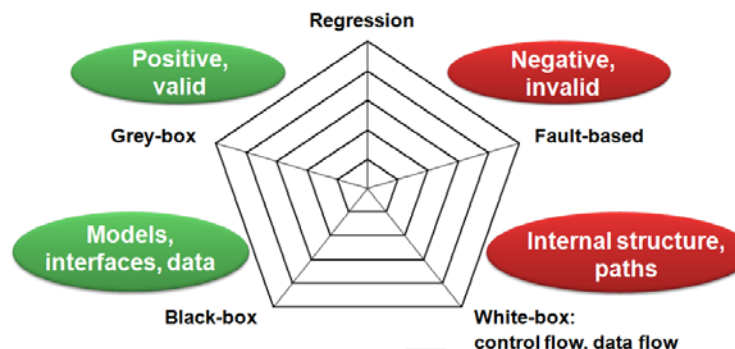 Regression
Positive,
valid
Negative,
invalid
Grey-box
Fault-based
Models,
interfaces, data
Internal structure,
paths
Black-box
White-box:
control flow, data flow